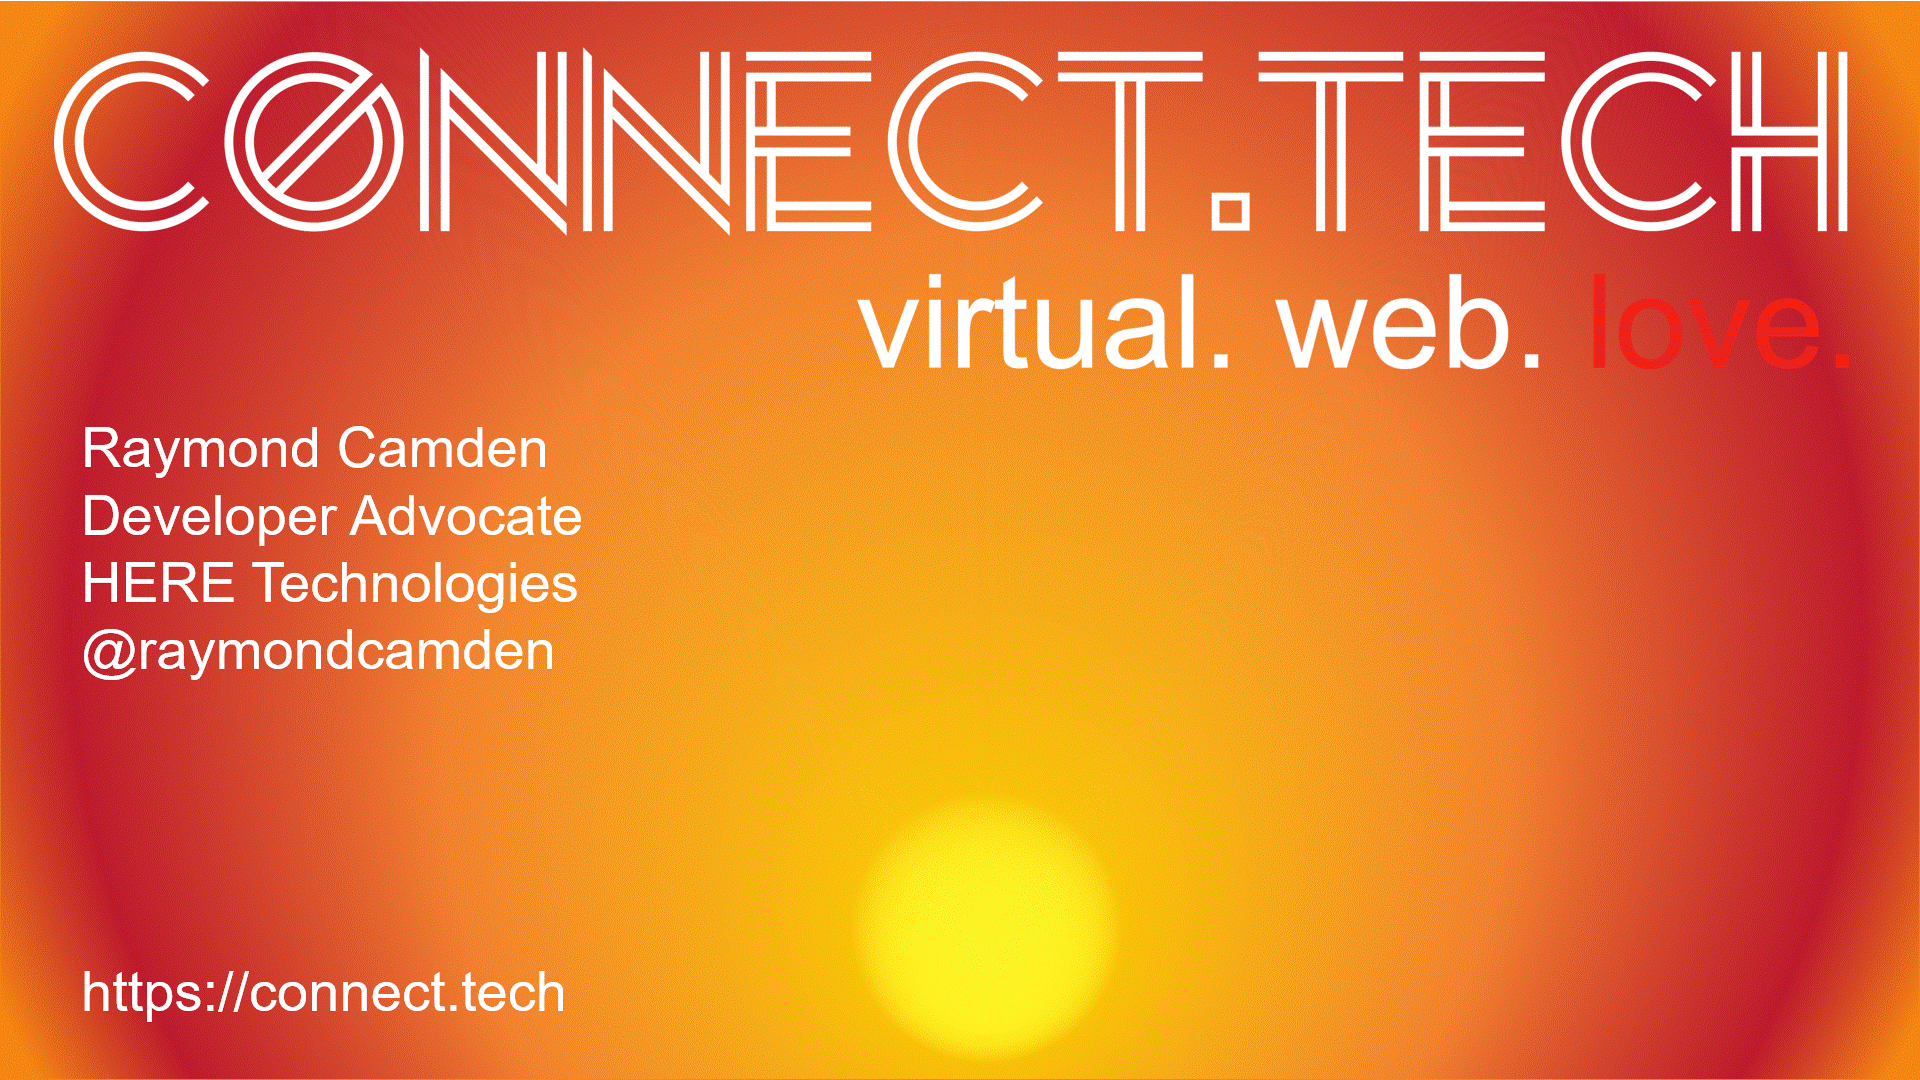 CONNECT.TECH
virtual. web. love.
Raymond Camden
Developer Advocate
HERE Technologies
@raymondcamden
https://connect.tech